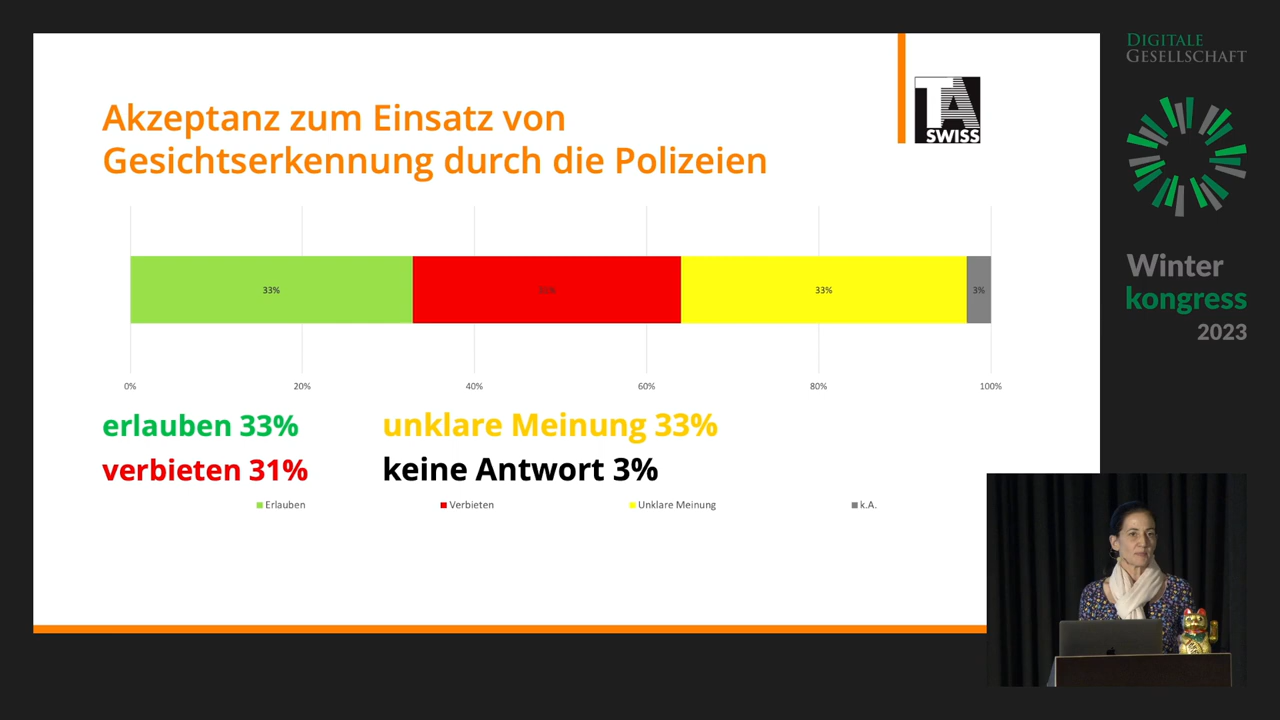 Akzeptanz zum Einsatz von
Gesichtserkennung durch die Polizeien
TA
SWISS
33%
33%
3%
0%
20%
40%
60%
80%
100%
erlauben 33%
unklare Meinung 33%
verbieten 31%
keine Antwort 3%
Erlauben
Verbieten
Unklare Meinung
k.A.
DIGITALE
GESELLSCHAFT
Winter
kongress
2023